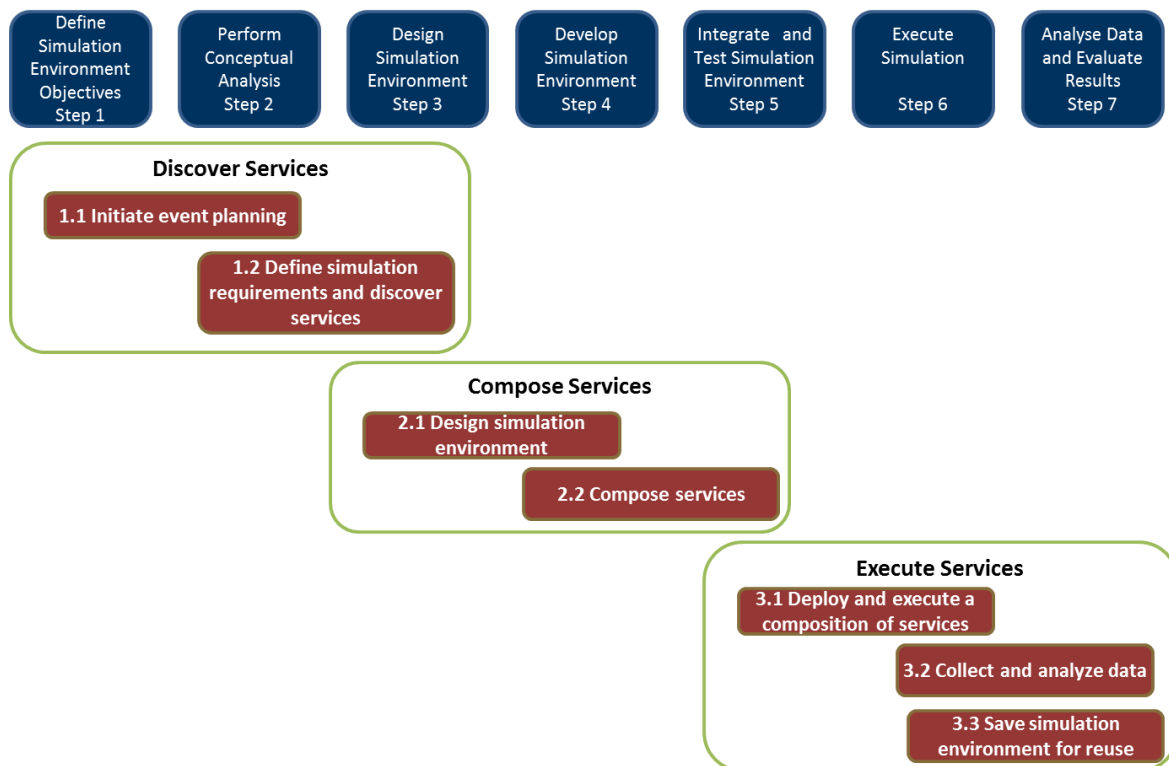 Define
Simulation
Environment
Objectives
Step 1
Perform
Conceptual
Analysis
Step 2
Design
Simulation
Environment
Step 3
Develop
Simulation
Environment
Step 4
Integrate and
Test Simulation
Environment
Step 5
Execute
Simulation
Step 6
Analyse Data
and Evaluate
Results
Step 7
Discover Services
1.1 Initiate event planning
1.2 Define simulation
requirements and discover
services
Compose Services
2.1 Design simulation
environment
2.2 Compose services
Execute Services
3.1 Deploy and execute a
composition of services
3.2 Collect and analyze data
3.3 Save simulation
environment for reuse